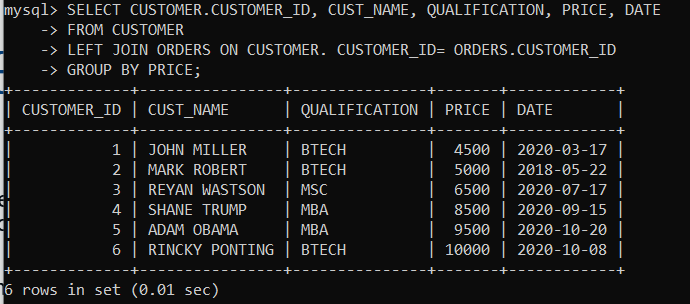 mysql> SELECT CUSTOMER.CUSTOMER_ID, CUST_NAME, QUALIFICATION, PRICE, DATE
-> FROM CUSTOMER
-> LEFT JOIN ORDERS ON CUSTOMER. CUSTOMER_ID= ORDERS.CUSTOMER_ID
-> GROUP BY PRICE;
+-------------+----------------+---------------+-------+------------+
| CUSTOMER_ID | CUST_NAME | QUALIFICATION | PRICE | DATE |
+-------------+----------------+---------------+-------+------------+
| 1 | JOHN MILLER | BTECH | 4500 | 2020-03-17 |
| 2 | MARK ROBERT | BTECH | 5000 | 2018-05-22 |
| 3 | REYAN WASTSON | MSC | 6500 | 2020-07-17 |
| 4 | SHANE TRUMP | MBA | 8500 | 2020-09-15 |
| 5 | ADAM OBAMA | MBA | 9500 | 2020-10-20 |
| 6 | RINCKY PONTING | BTECH | 10000 | 2020-10-08 |
+-------------+----------------+---------------+-------+------------+
6 rows in set (0.01 sec)